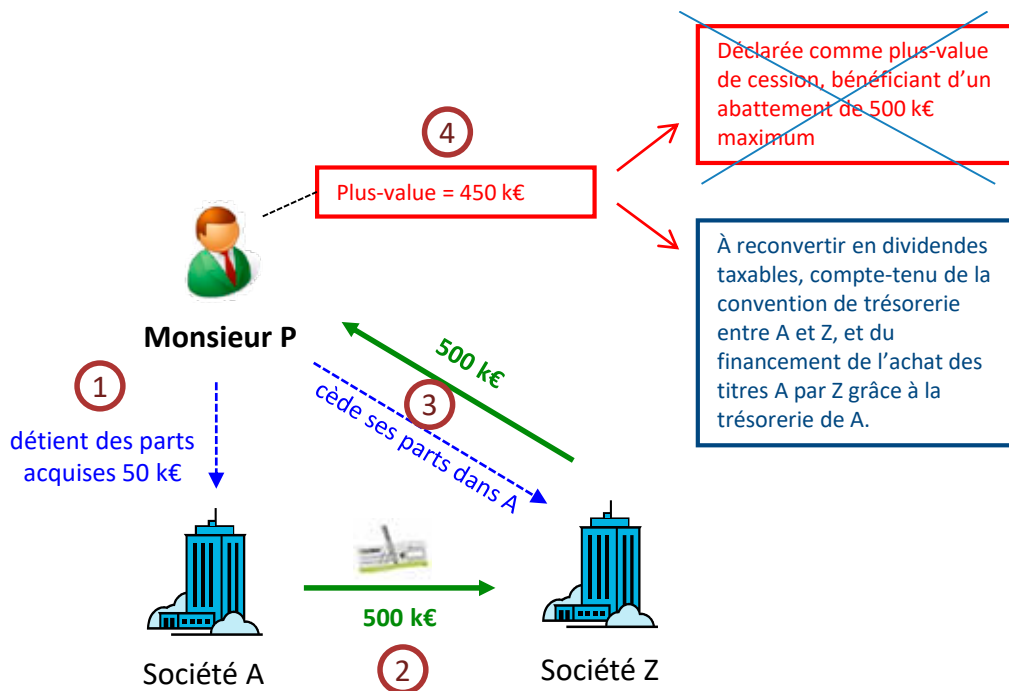 Déclarée comme plus-value
de cession, bénéficiant d'un
abattement de 500 k€
maximum
4
Plus-value = 450 k€
À reconvertir en dividendes
taxables, compte-tenu de la
convention de trésorerie
entre A et Z, et du
financement de l'achat des
titres A par Z grâce à la
trésorerie de A.
Monsieur P
500 k€
1
3
cède ses parts dans A
détient des parts
acquises 50 k€
500 k€
2
Société A
Société Z